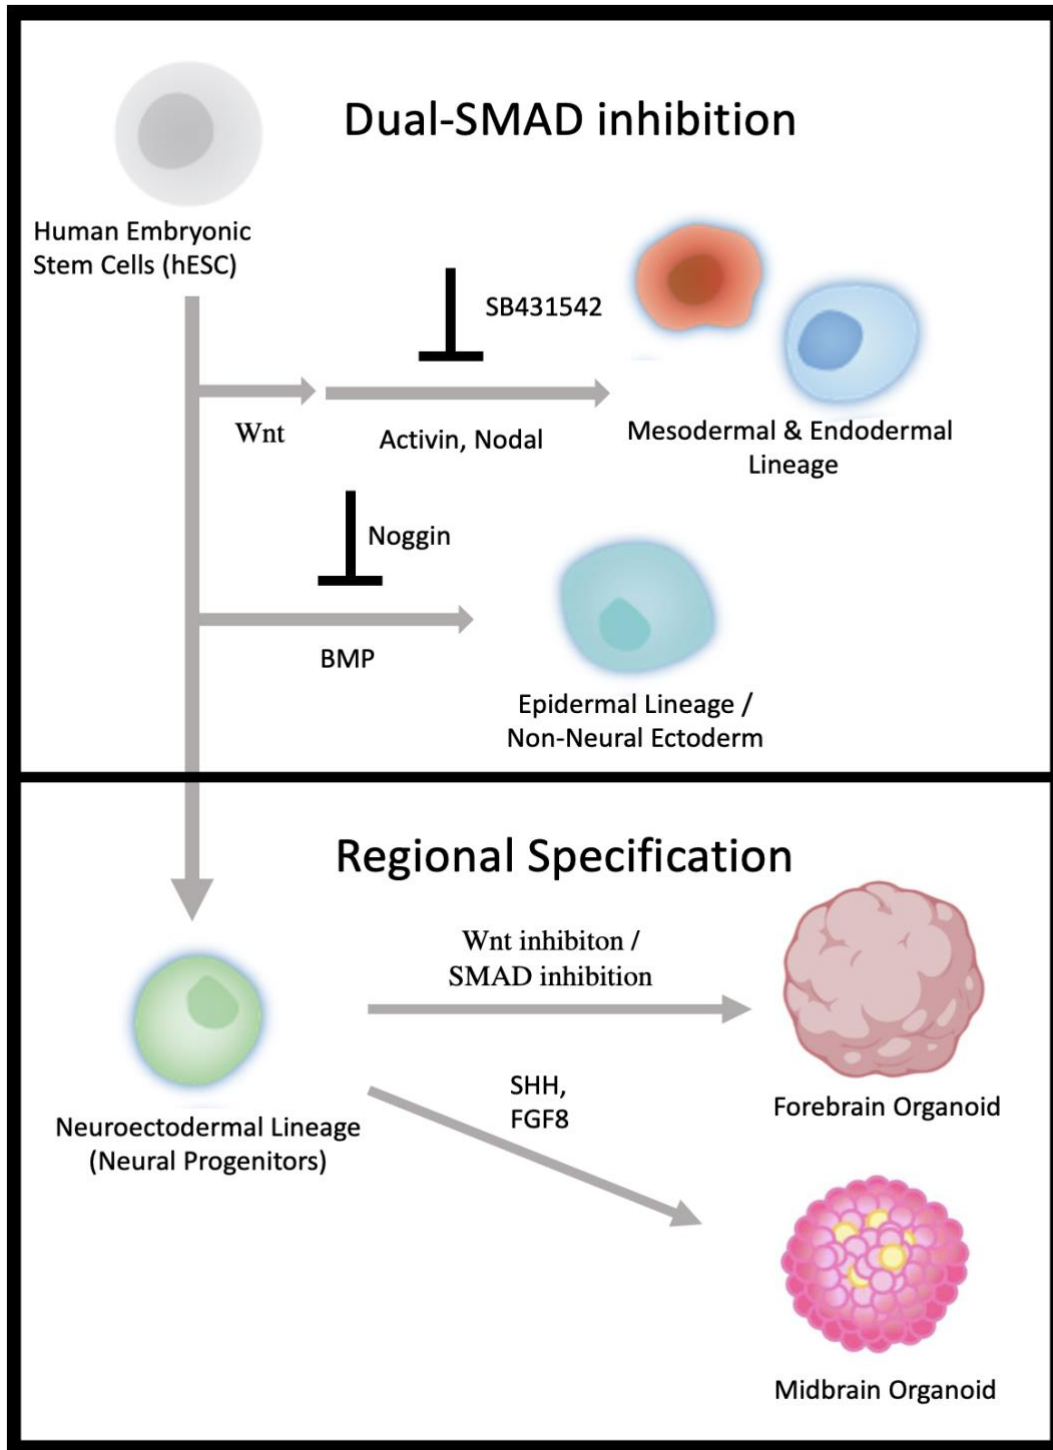 Dual-SMAD inhibition
Human Embryonic
Stem Cells (hESC)
SB431542
Wnt
Activin, Nodal
Mesodermal & Endodermal
Lineage
Noggin
BMP
Epidermal Lineage /
Non-Neural Ectoderm
Regional Specification
Wnt inhibiton /
SMAD inhibition
Forebrain Organoid
SHH,
FGF8
Neuroectodermal Lineage
(Neural Progenitors)
Midbrain Organoid